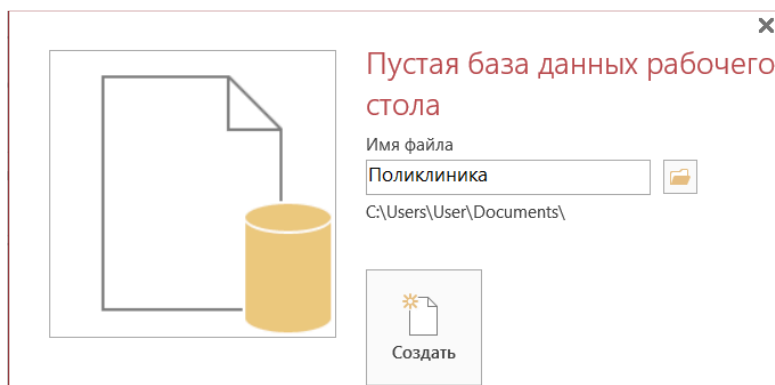 Пустая база данных рабочего
стола
Имя файла
Поликлиника
C:\Users\User\Documents\
Создать